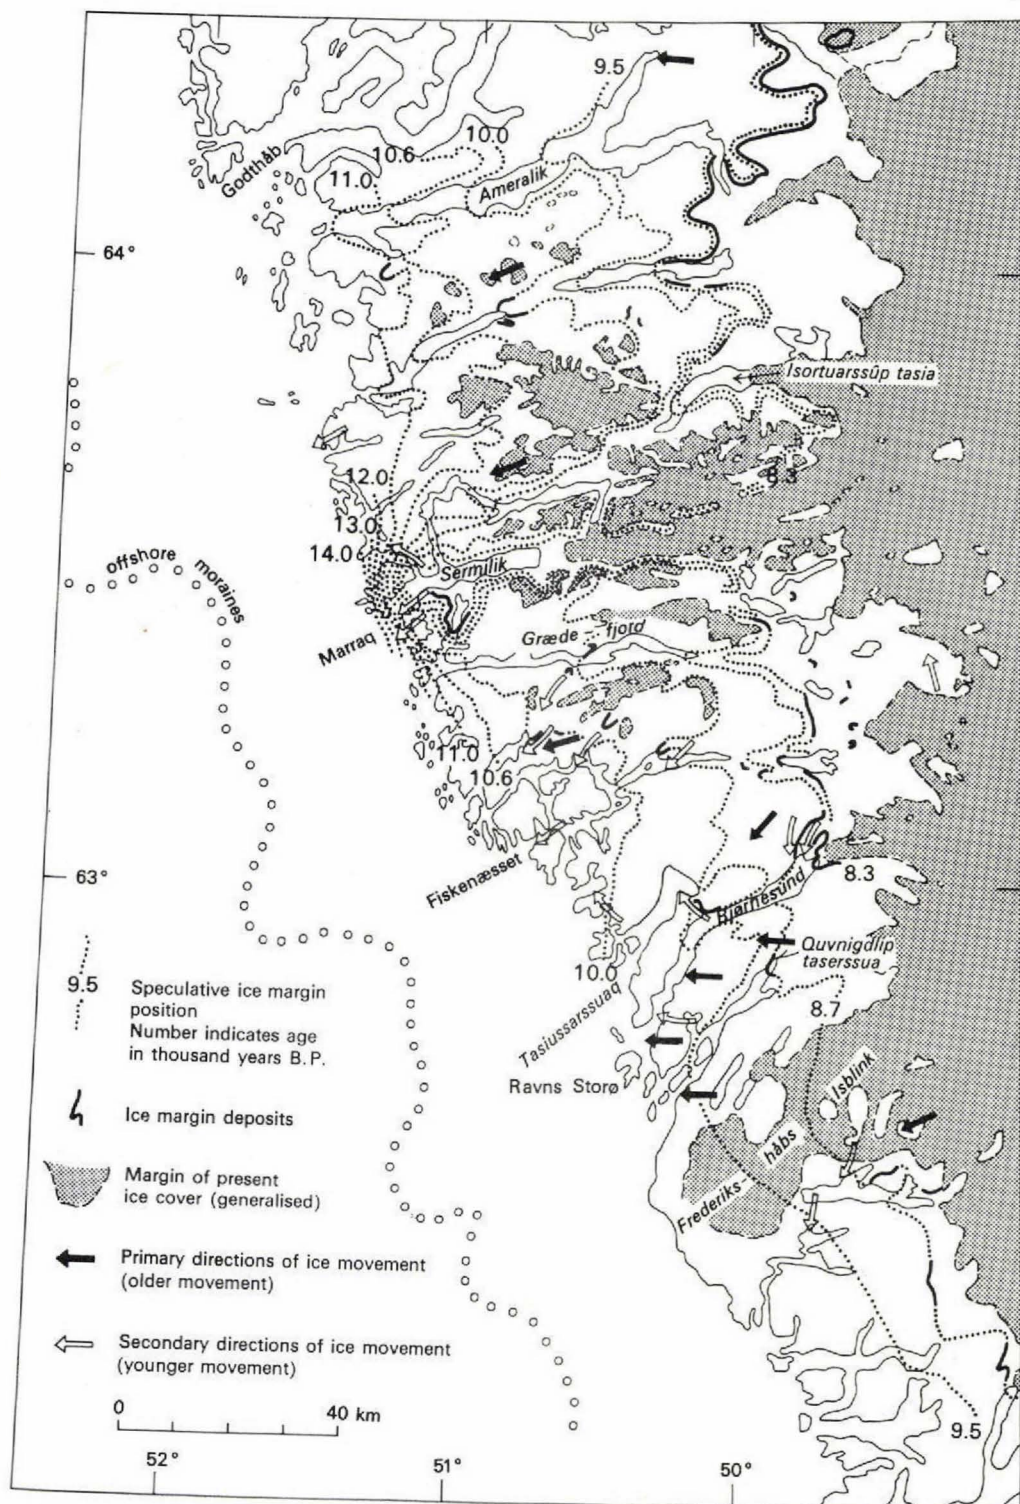 9.5
10.0
10.6
11.0
Godthåb
Ameralik
64°
Isortuarssûp tasia
12.0
8.3
13.0
14.0
Sermilik
offshore moraines
Marraq
Græde - fjord
11.0
10.6
Fiskenæsset
63°
8.3
Bjørnesund
Quvnigdlip
taserssua
10.0
8.7
Tasiussarssuaq
Ravns Storø
Frederiks håbs Isblink
9.5
Speculative ice margin
position
Number indicates age
in thousand years B.P.
Ice margin deposits
Margin of present
ice cover (generalised)
Primary directions of ice movement
(older movement)
Secondary directions of ice movement
(younger movement)
0 40 km
9.5
52° 51° 50°